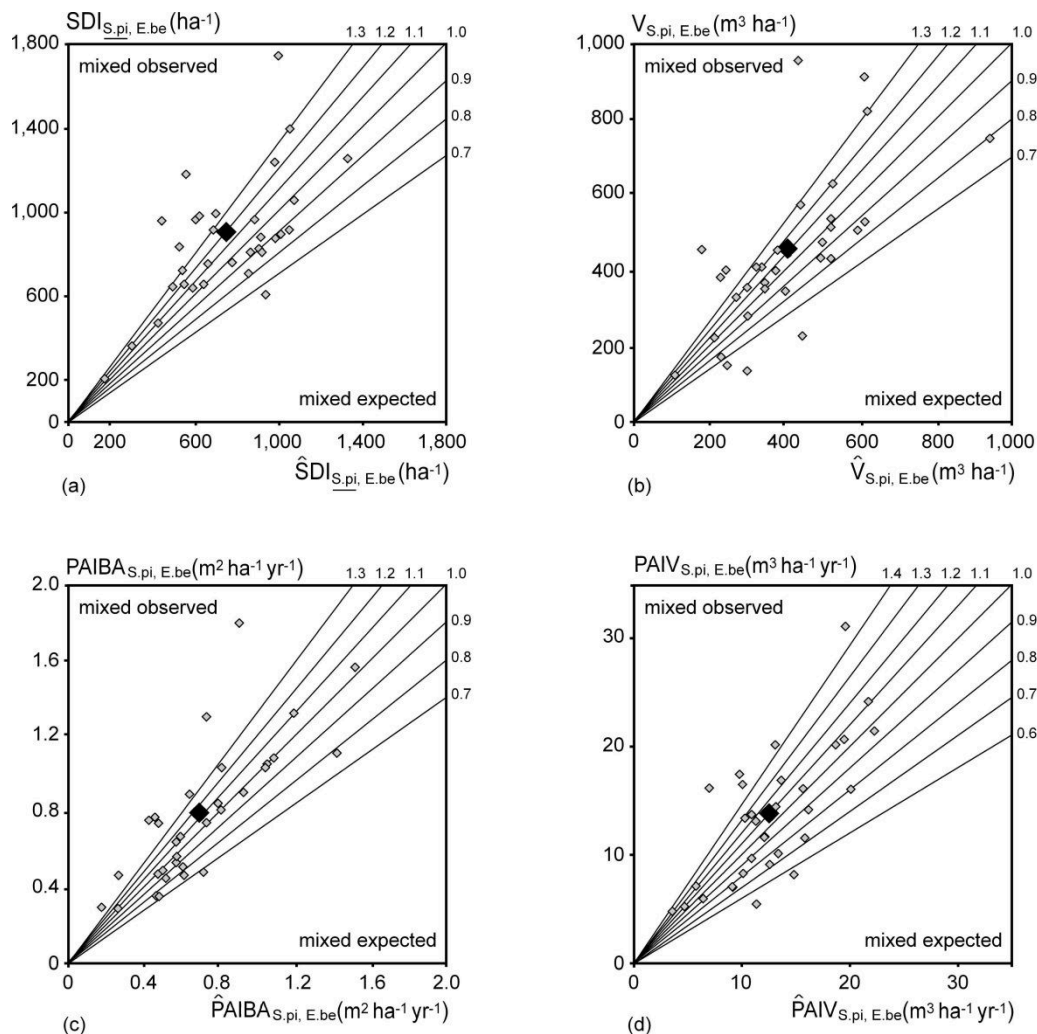 SDI S.pi, E.be (ha-1)
1.3 1.2 1.1 1.0
1,800
mixed observed
0.9
1,400
0.8
0.7
1,000
600
200
mixed expected
0
0 200 600 1,000 1,400 1,800
ŜDI S.pi, E.be (ha-1)
(a)
V S.pi, E.be (m3 ha-1)
1.3 1.2 1.1 1.0
1,000
mixed observed
0.9
800
0.8
0.7
600
400
200
mixed expected
0
0 200 400 600 800 1,000
V̂ S.pi, E.be (m3 ha-1)
(b)
PAIBA S.pi, E.be (m2 ha-1 yr-1)
1.3 1.2 1.1 1.0
2.0
mixed observed
0.9
1.6
0.8
0.7
1.2
0.8
0.4
mixed expected
0
0 0.4 0.8 1.2 1.6 2.0
P̂AIBA S.pi, E.be (m2 ha-1 yr-1)
(c)
PAIV S.pi, E.be (m3 ha-1 yr-1)
1.4 1.3 1.2 1.1 1.0
mixed observed
0.9
30
0.8
0.7
0.6
20
10
mixed expected
0
0 10 20 30
P̂AIV S.pi, E.be (m3 ha-1 yr-1)
(d)